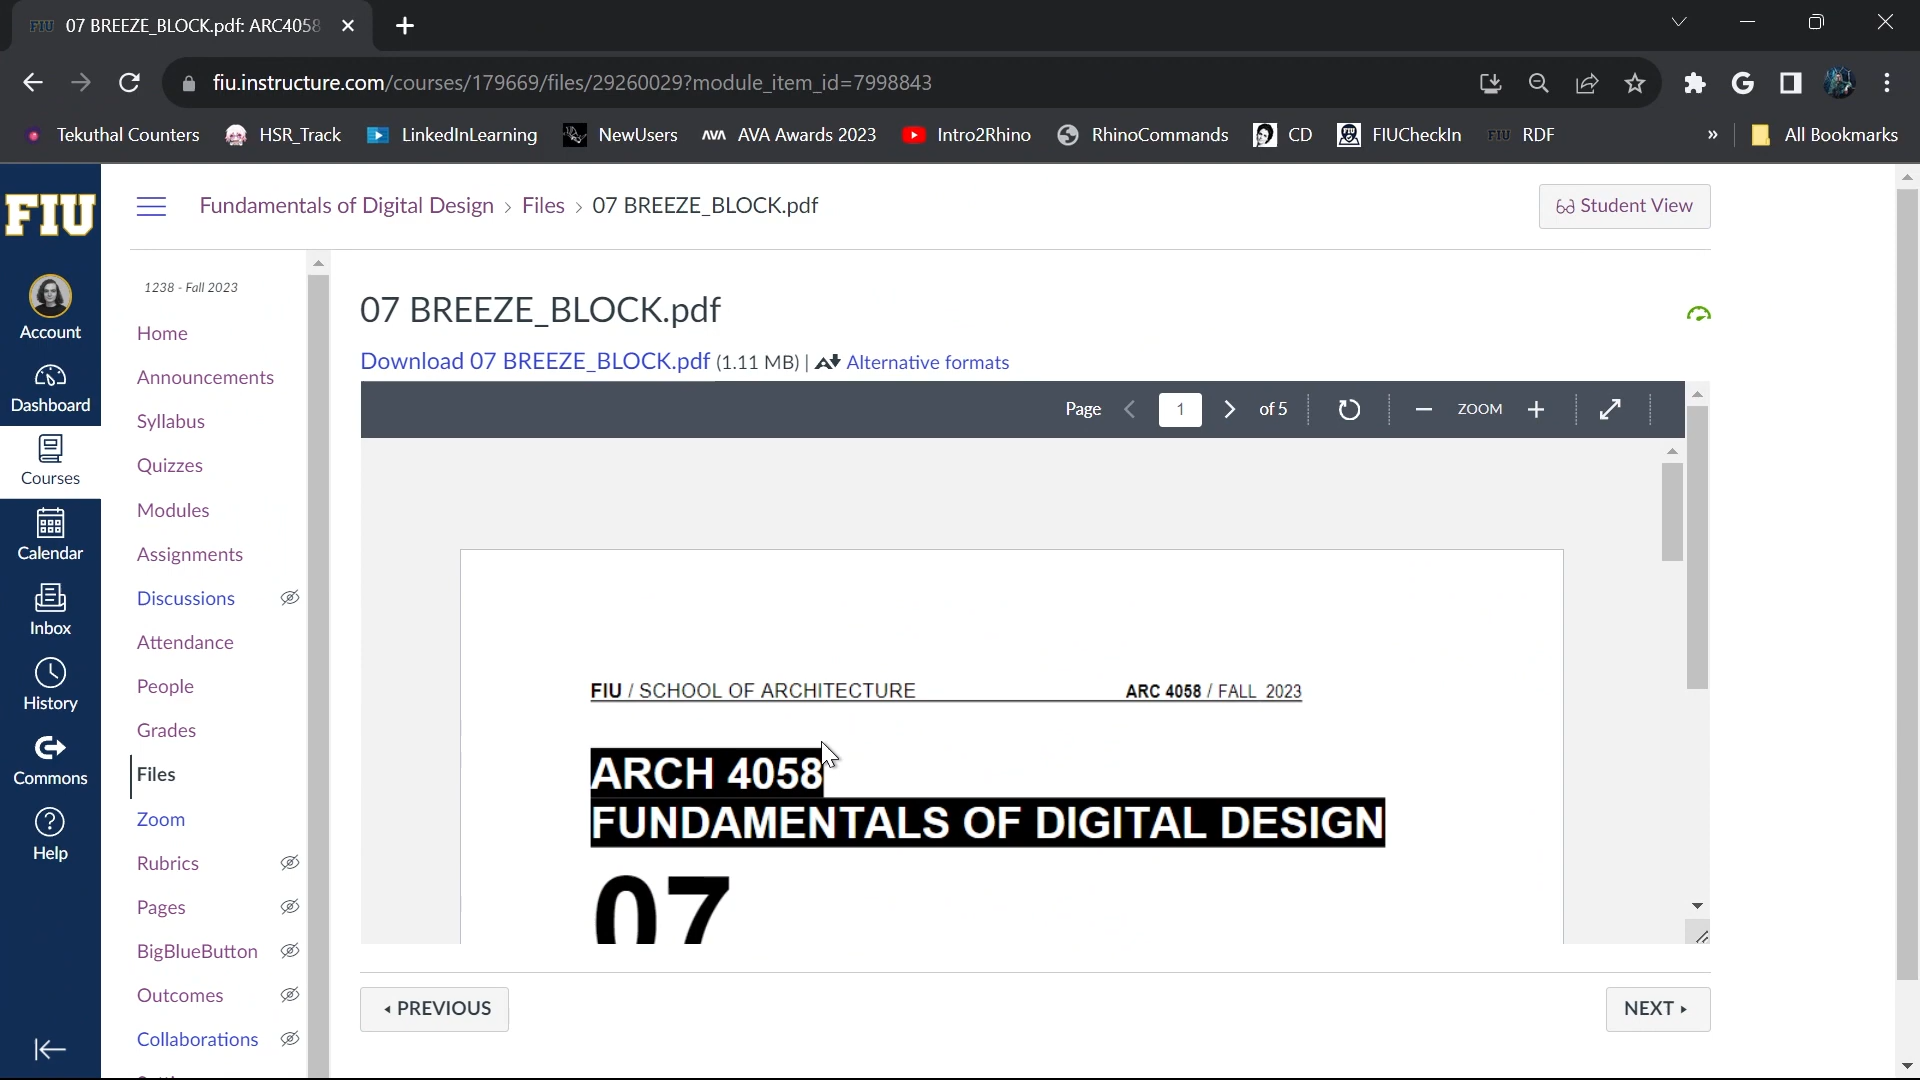 07 BREEZE_BLOCK.pdf: ARC4058
fiu.instructure.com/courses/179669/files/29260029?module_item_id=7998843
Tekuthal Counters HSR_Track LinkedInLearning NewUsers AVA AVA Awards 2023 Intro2Rhino RhinoCommands CD FIUCheckIn FIU RDF » All Bookmarks
FIU
Fundamentals of Digital Design › Files › 07 BREEZE_BLOCK.pdf
Student View
Account
Dashboard
Courses
Calendar
Inbox
History
Commons
Help
1238 - Fall 2023
Home
Announcements
Syllabus
Quizzes
Modules
Assignments
Discussions
Attendance
People
Grades
Files
Zoom
Rubrics
Pages
BigBlueButton
Outcomes
Collaborations
07 BREEZE_BLOCK.pdf
Download 07 BREEZE_BLOCK.pdf (1.11 MB) | Alternative formats
Page 1 of 5 ZOOM
FIU / SCHOOL OF ARCHITECTURE ARC 4058 / FALL 2023
ARCH 4058
FUNDAMENTALS OF DIGITAL DESIGN
07
PREVIOUS
NEXT